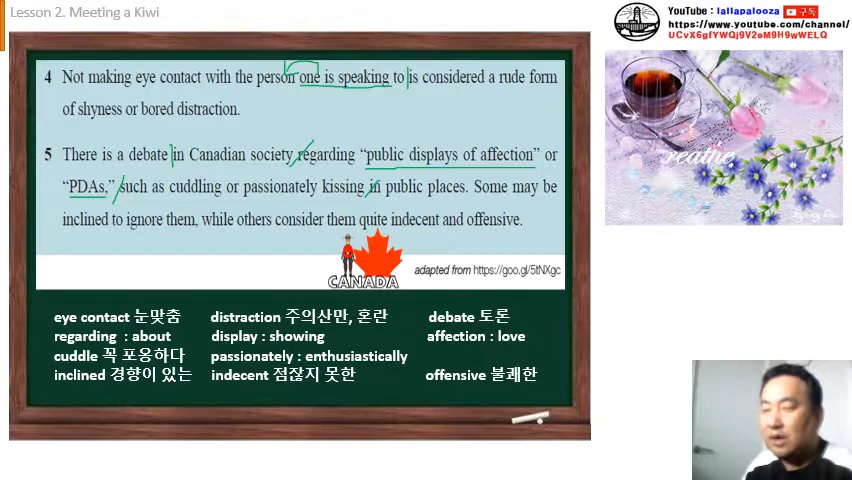 Lesson 2. Meeting a Kiwi
YouTube : lallapalooza 구독
https://www.youtube.com/channel/
UCvX6gfYWQj9V2eM9H9wWELQ
4 Not making eye contact with the person one is speaking to is considered a rude form
of shyness or bored distraction.
5 There is a debate in Canadian society regarding “public displays of affection” or
“PDAs,” such as cuddling or passionately kissing in public places. Some may be
inclined to ignore them, while others consider them quite indecent and offensive.
CANADA
adapted from https://goo.gl/5tNXgc
eye contact 눈맞춤 distraction 주의산만, 혼란 debate 토론
regarding : about display : showing affection : love
cuddle 꼭 포옹하다 passionately : enthusiastically
inclined 경향이 있는 indecent 점잖지 못한 offensive 불쾌한